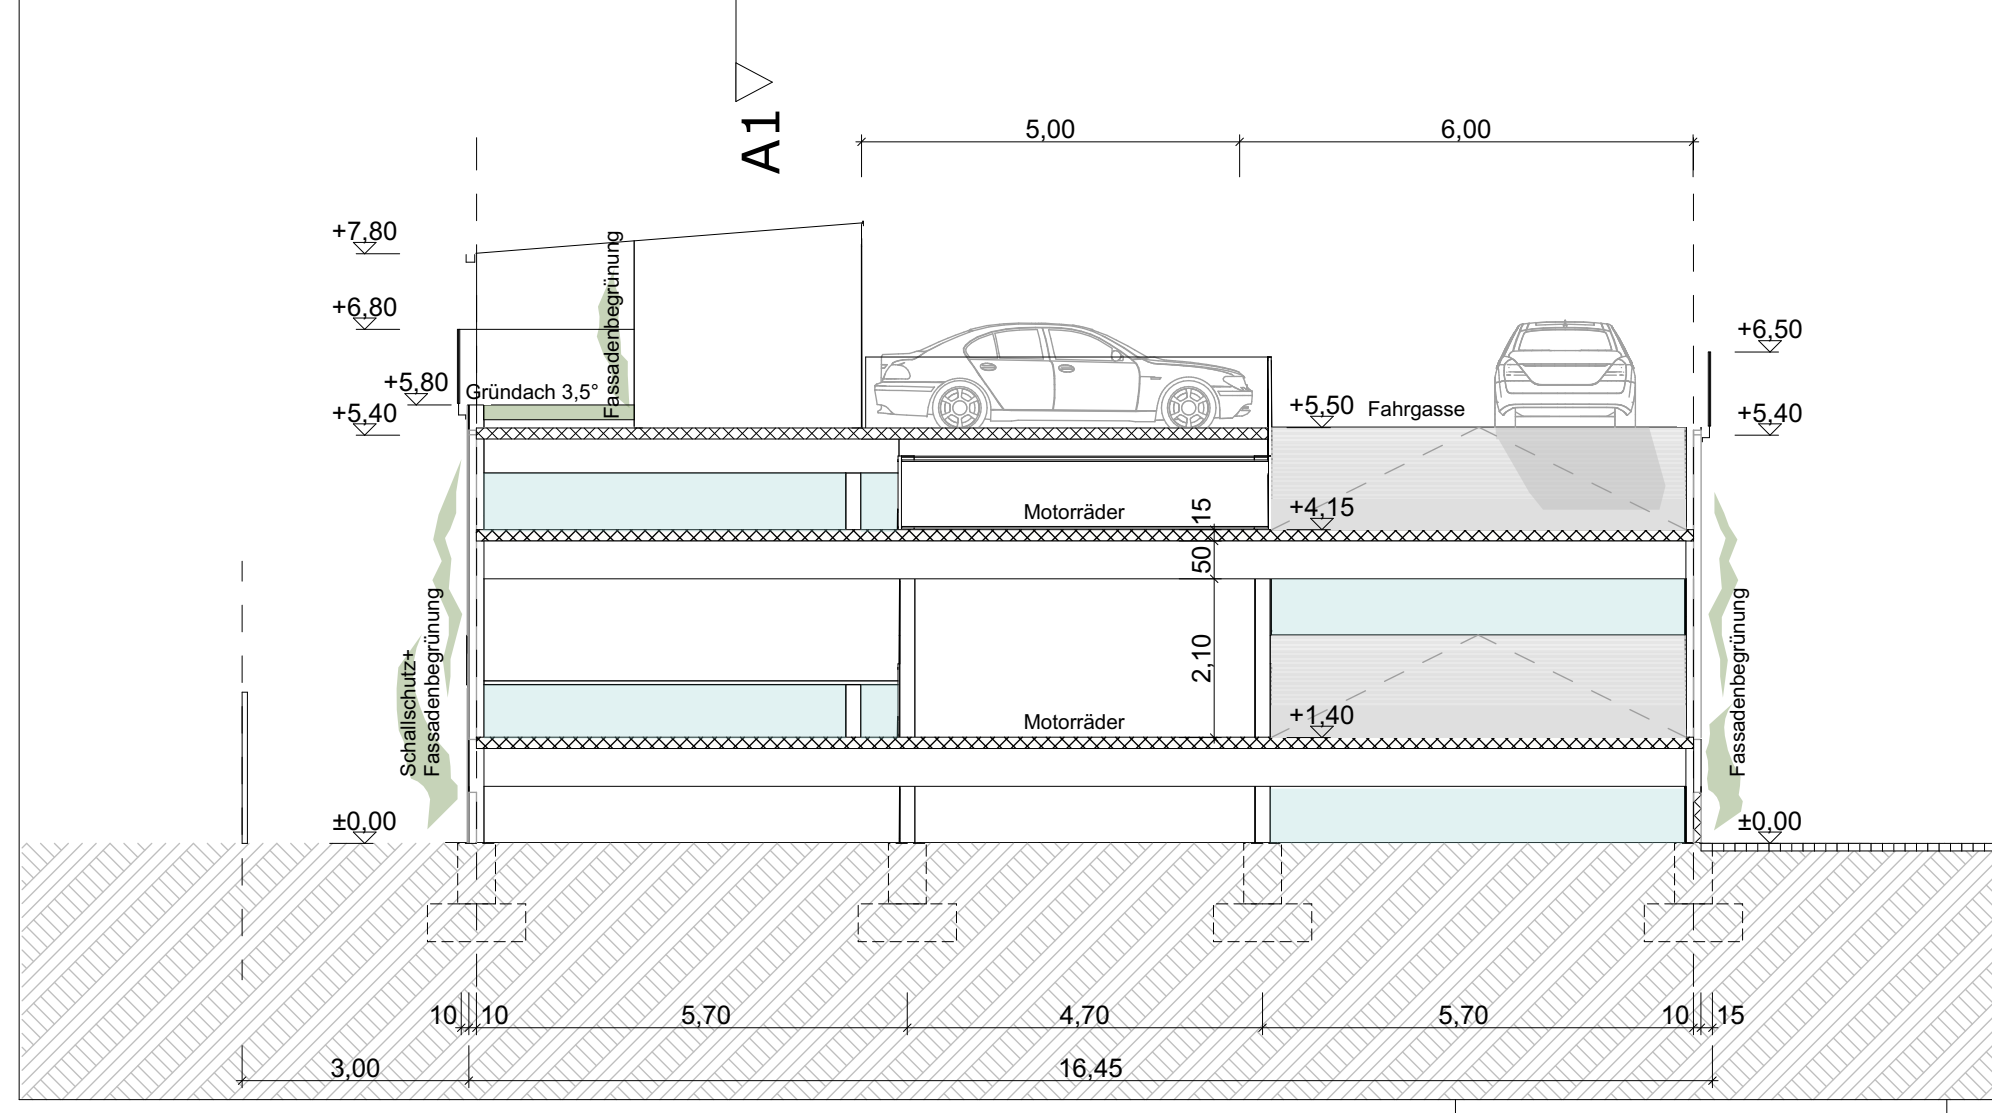 A1
5,00
6,00
+7,80
+6,80
+5,80
+5,40
Gründach 3,5°
Fassadenbegrünung
+5,50
Fahrgasse
+6,50
+5,40
Motorräder
15
+4,15
50
2,10
Motorräder
+1,40
Schallschutz+
Fassadenbegrünung
Fassadenbegrünung
±0,00
±0,00
10
10
5,70
4,70
5,70
10
15
3,00
16,45